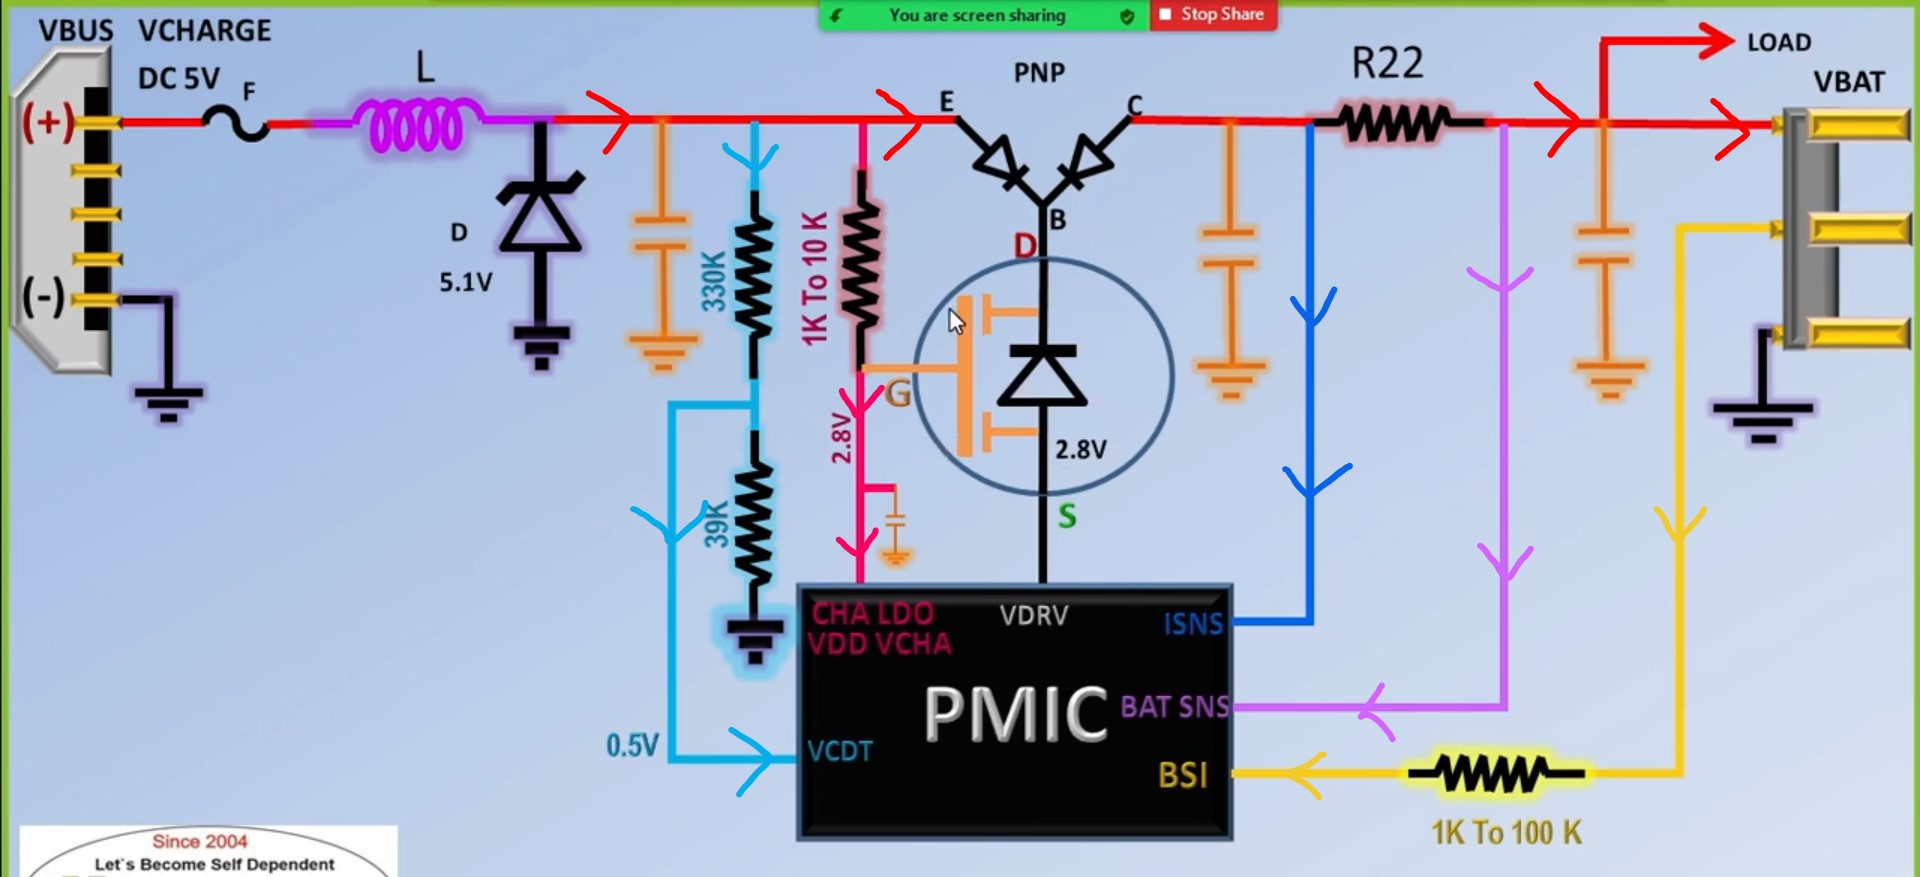 You are screen sharing
Stop Share
VBUS VCHARGE
DC 5V
F
L
PNP
E
C
B
R22
LOAD
VBAT
(+)
(-)
D
5.1V
330K
39K
1K To 10 K
2.8V
D
G
2.8V
S
CHA LDO
VDD VCHA
VDRV
ISNS
PMIC
BAT SNS
0.5V
VCDT
BSI
1K To 100 K
Since 2004
Let`s Become Self Dependent